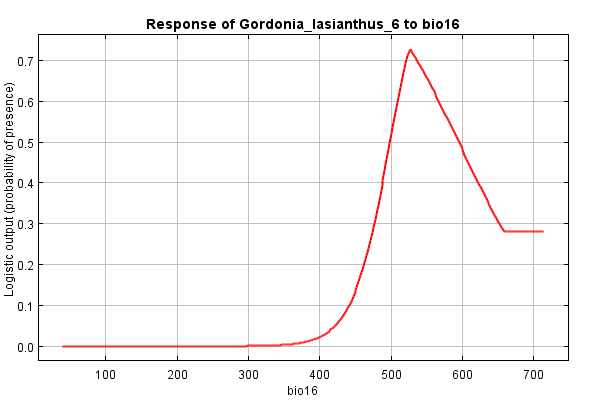 Response of Gordonia_lasianthus_6 to bio16
Logistic output (probability of presence)
0.7
0.6
0.5
0.4
0.3
0.2
0.1
0.0
100 200 300 400 500 600 700
bio16